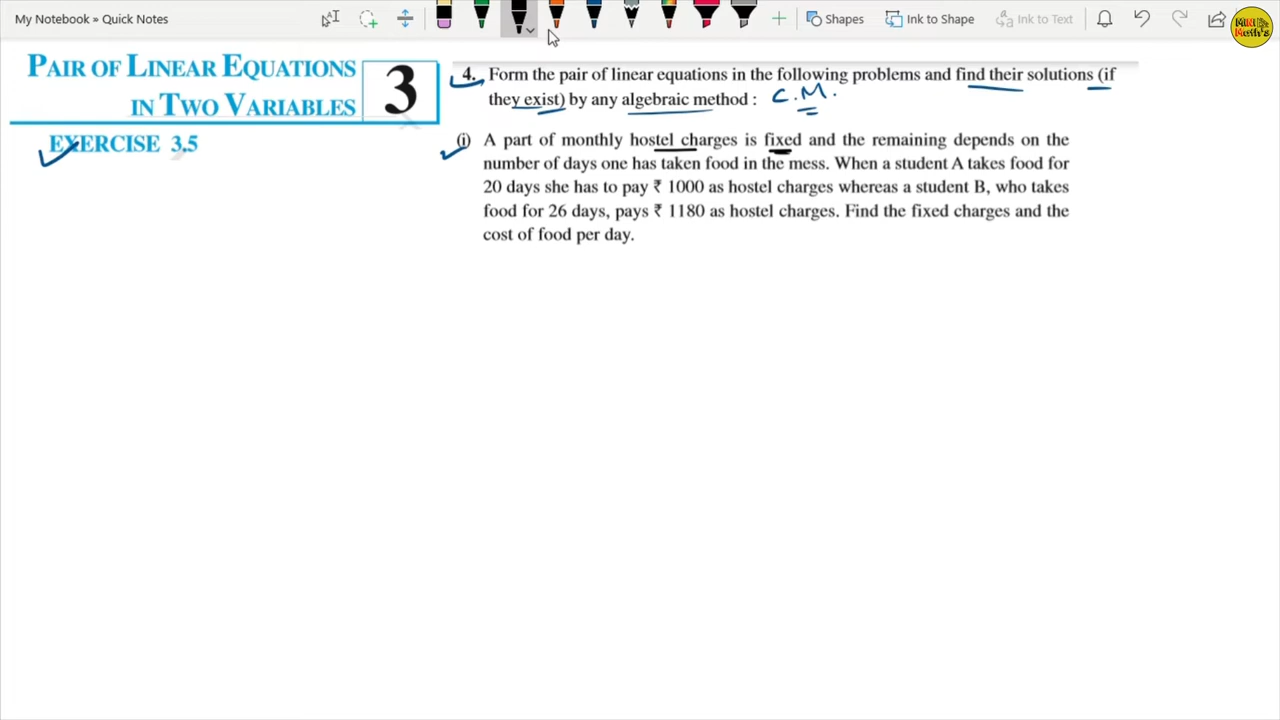 My Notebook » Quick Notes
Shapes
Ink to Shape
Ink to Text
PAIR OF LINEAR EQUATIONS
IN TWO VARIABLES
3
EXERCISE 3.5
4. Form the pair of linear equations in the following problems and find their solutions (if
they exist) by any algebraic method : C.M.
(i) A part of monthly hostel charges is fixed and the remaining depends on the
number of days one has taken food in the mess. When a student A takes food for
20 days she has to pay ₹ 1000 as hostel charges whereas a student B, who takes
food for 26 days, pays ₹ 1180 as hostel charges. Find the fixed charges and the
cost of food per day.